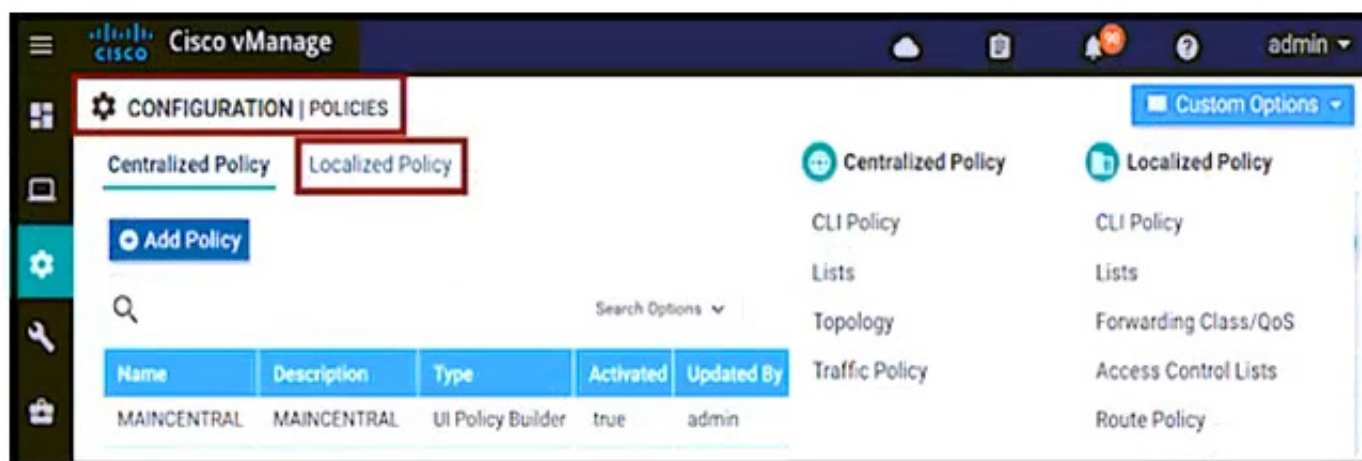 cisco Cisco vManage 90 ? admin
CONFIGURATION | POLICIES Custom Options
Centralized Policy Localized Policy
Add Policy
Search Options
Name Description Type Activated Updated By
MAINCENTRAL MAINCENTRAL UI Policy Builder true admin
Centralized Policy
CLI Policy
Lists
Topology
Traffic Policy
Localized Policy
CLI Policy
Lists
Forwarding Class/QoS
Access Control Lists
Route Policy